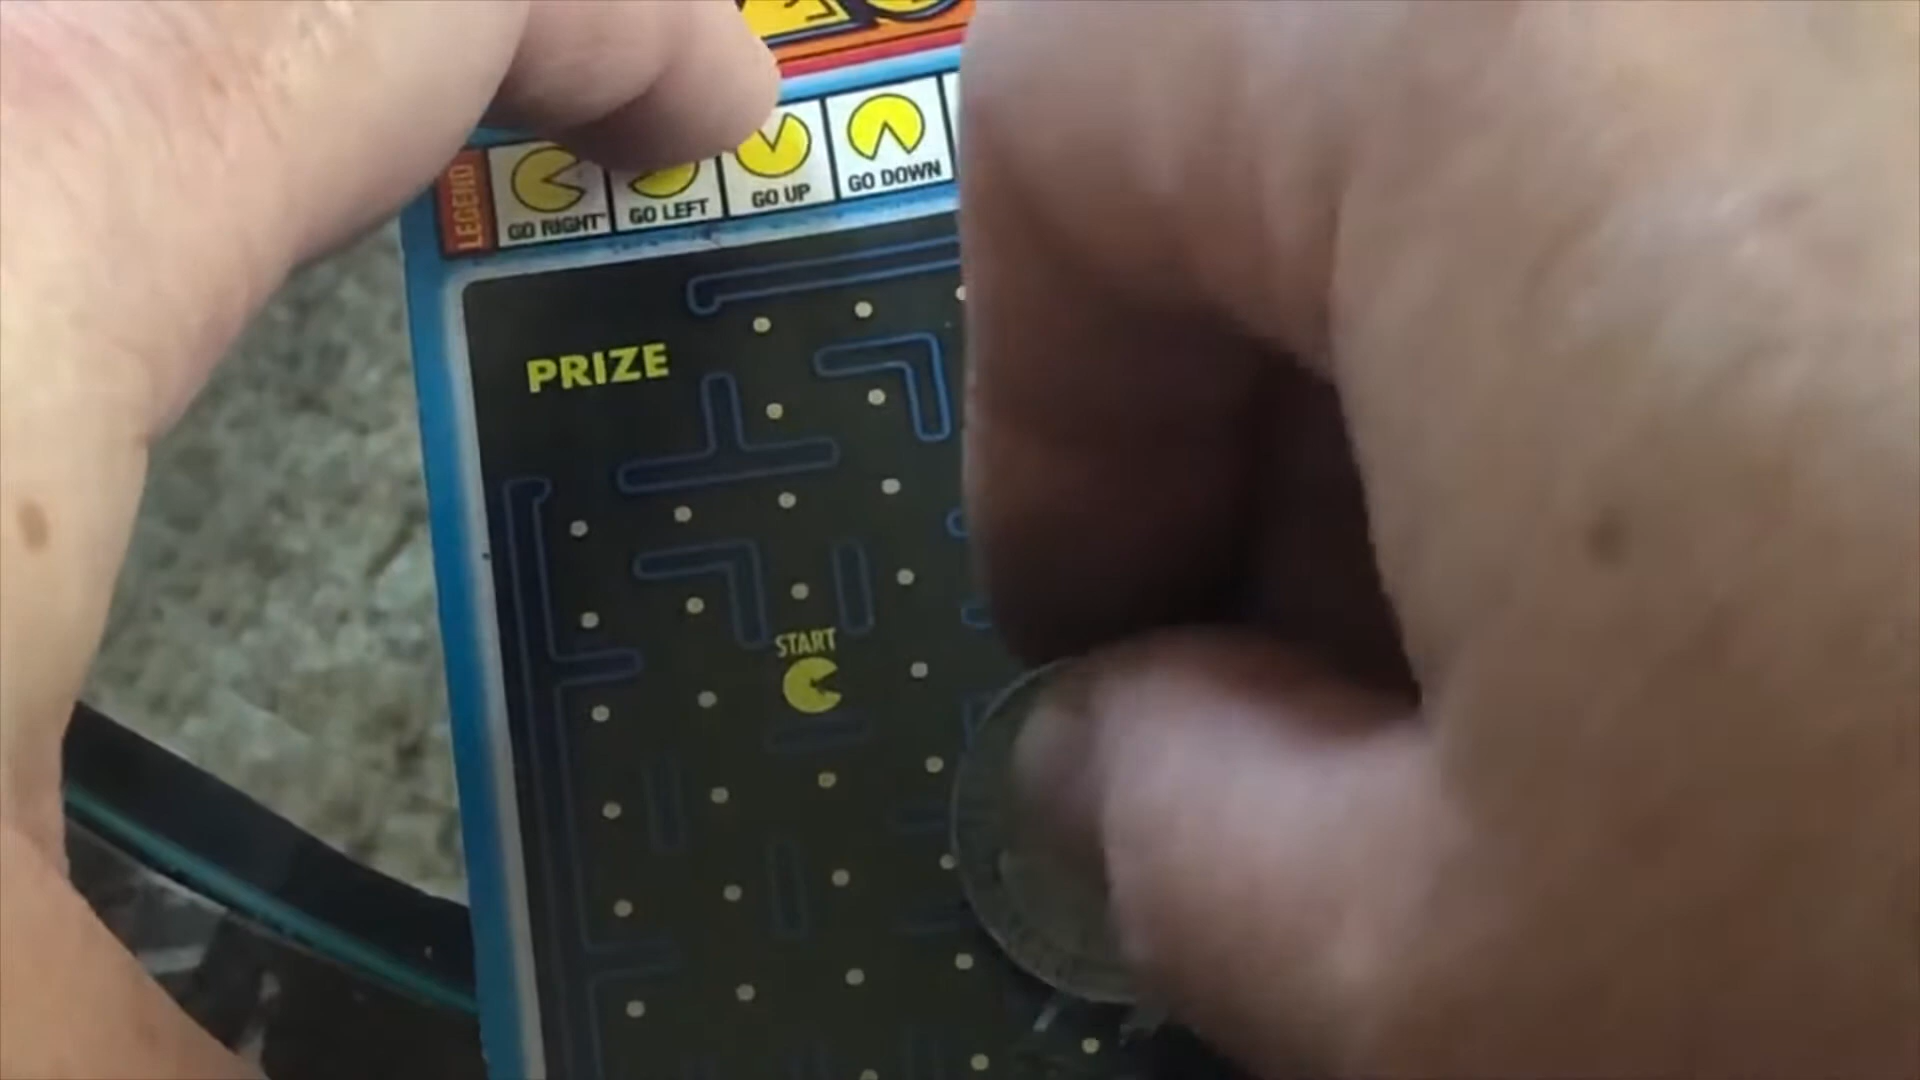 LEGEND
GO RIGHT
GO LEFT
GO UP
GO DOWN
PRIZE
START